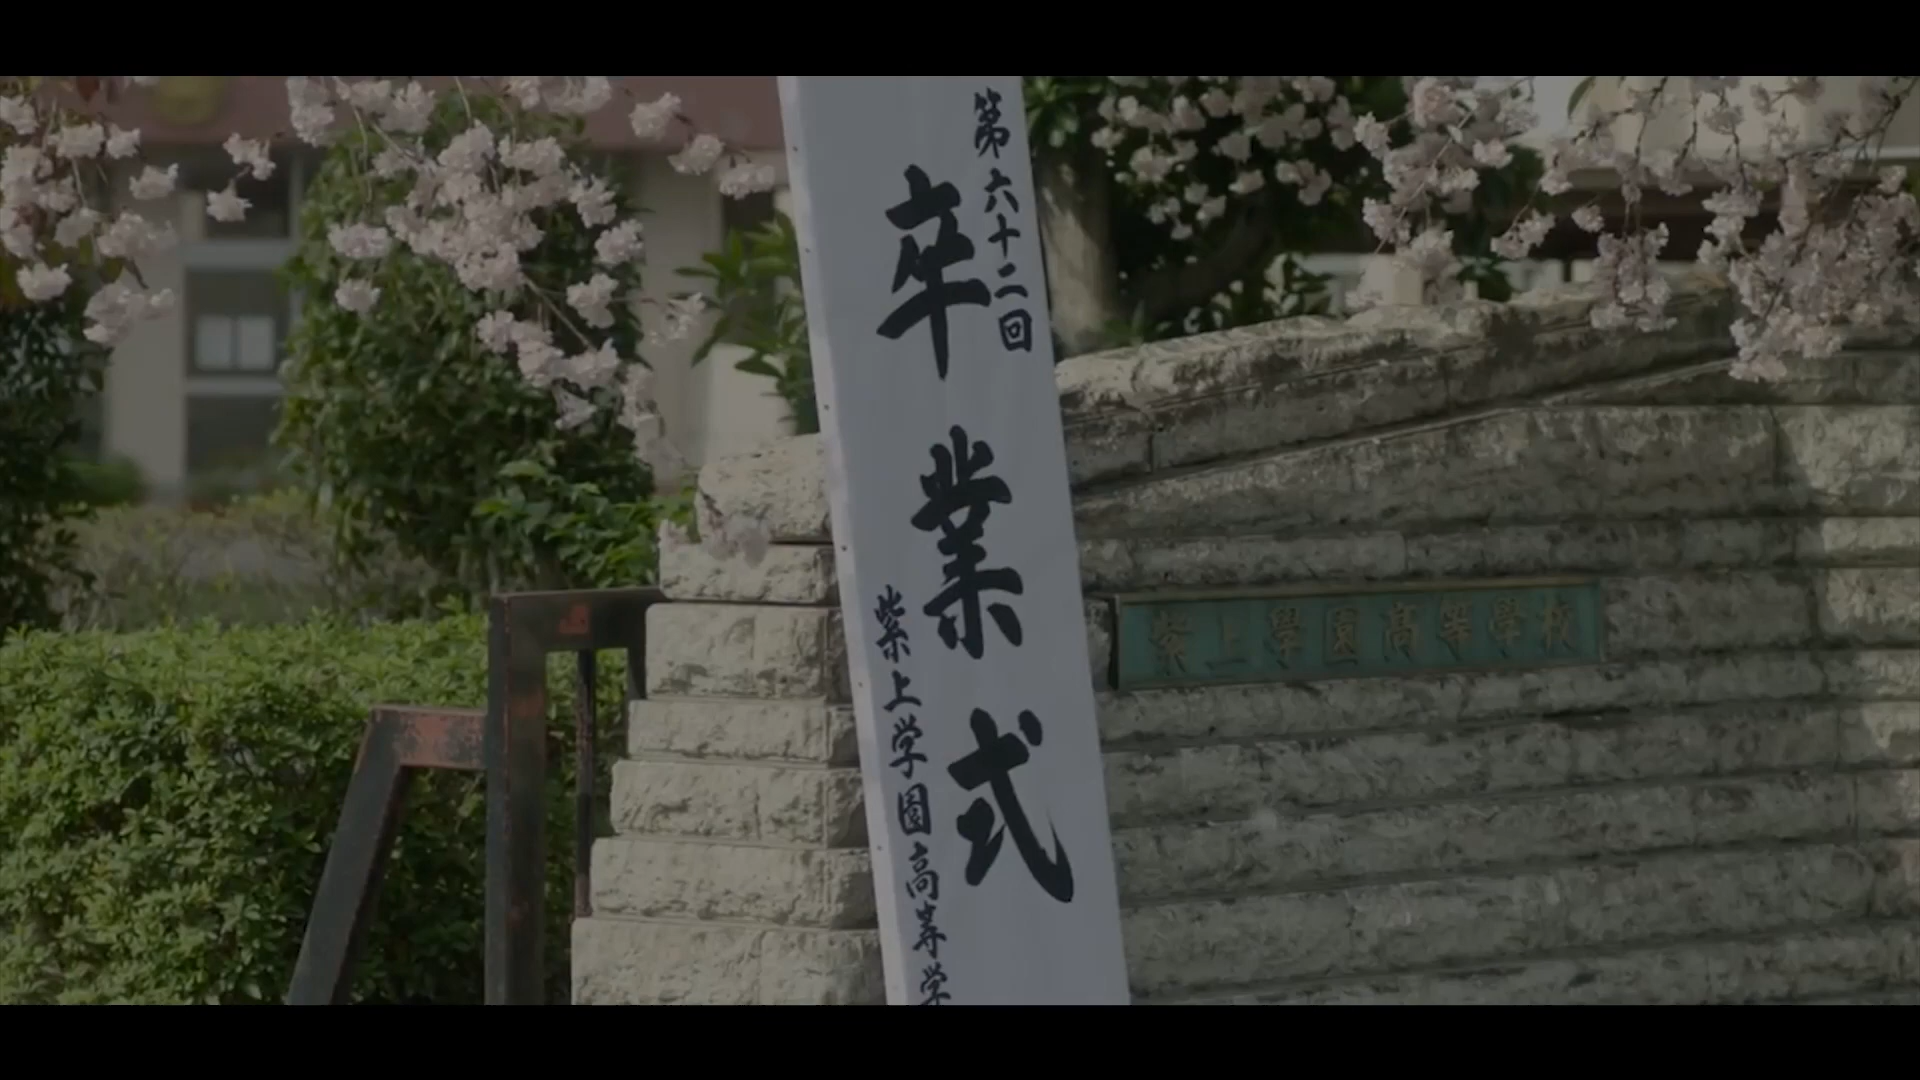 第六十二回
卒業式
紫上学園高等学
紫上學園高等學校